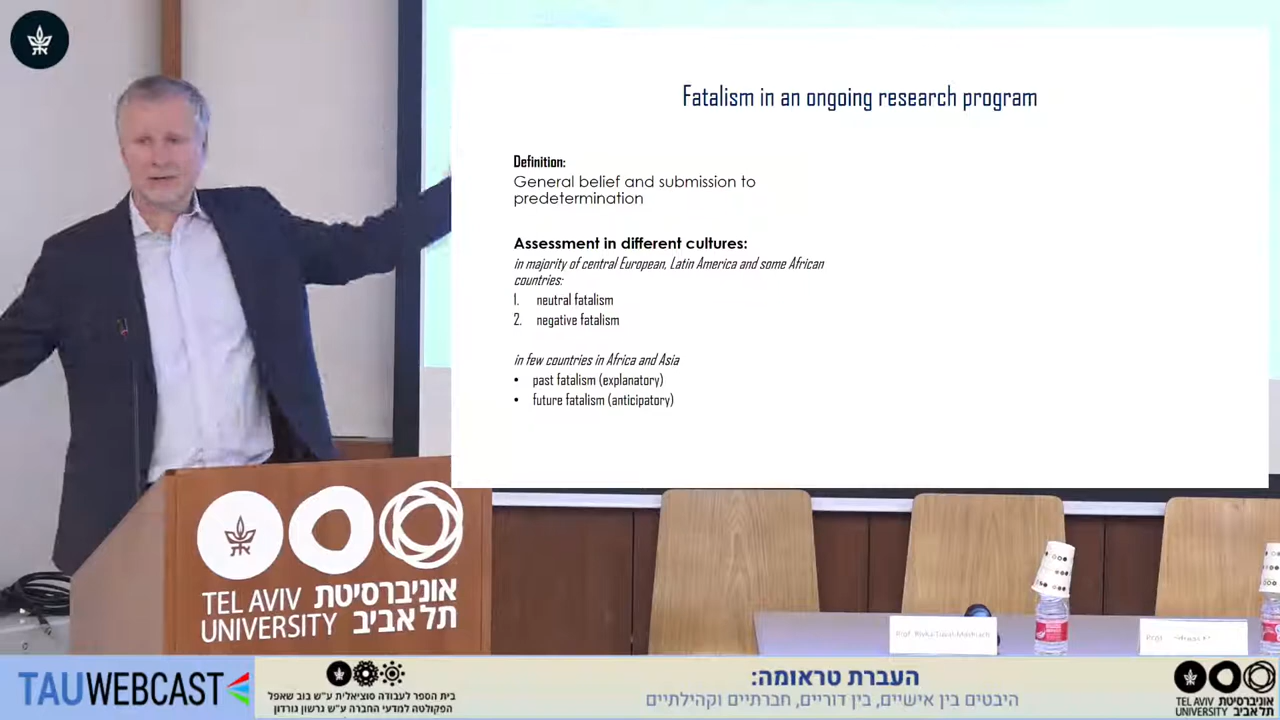 Fatalism in an ongoing research program
Definition:
General belief and submission to
predetermination
Assessment in different cultures:
in majority of central European, Latin America and some African
countries:
1. neutral fatalism
2. negative fatalism
in few countries in Africa and Asia
• past fatalism (explanatory)
• future fatalism (anticipatory)
TEL AVIV אוניברסיטת
UNIVERSITY תל אביב
Prof.
Prof.
TAUWEBCAST
בית הספר לעבודה סוציאלית ע"ש בוב שאפל
הפקולטה למדעי החברה ע"ש גרשון גורדון
העברת טראומה:
היבטים בין אישיים, בין דוריים, חברתיים וקהילתיים
TEL AVIV אוניברסיטת
UNIVERSITY תל אביב